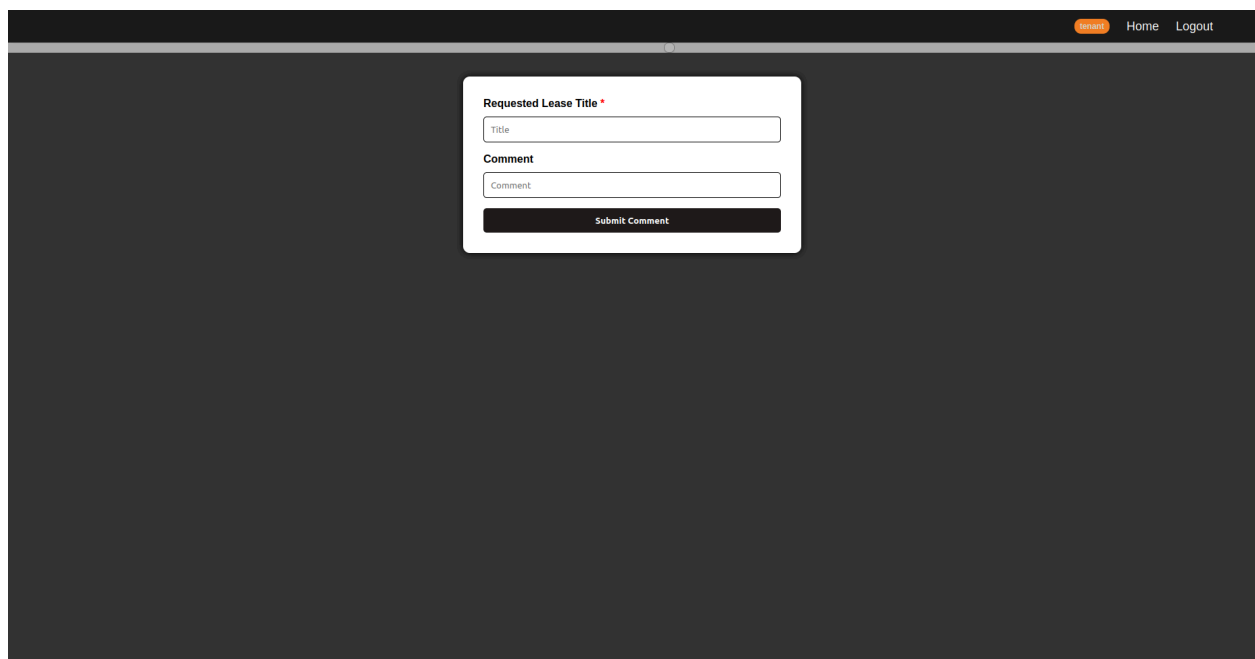 tenant Home Logout
Requested Lease Title *
Title
Comment
Comment
Submit Comment